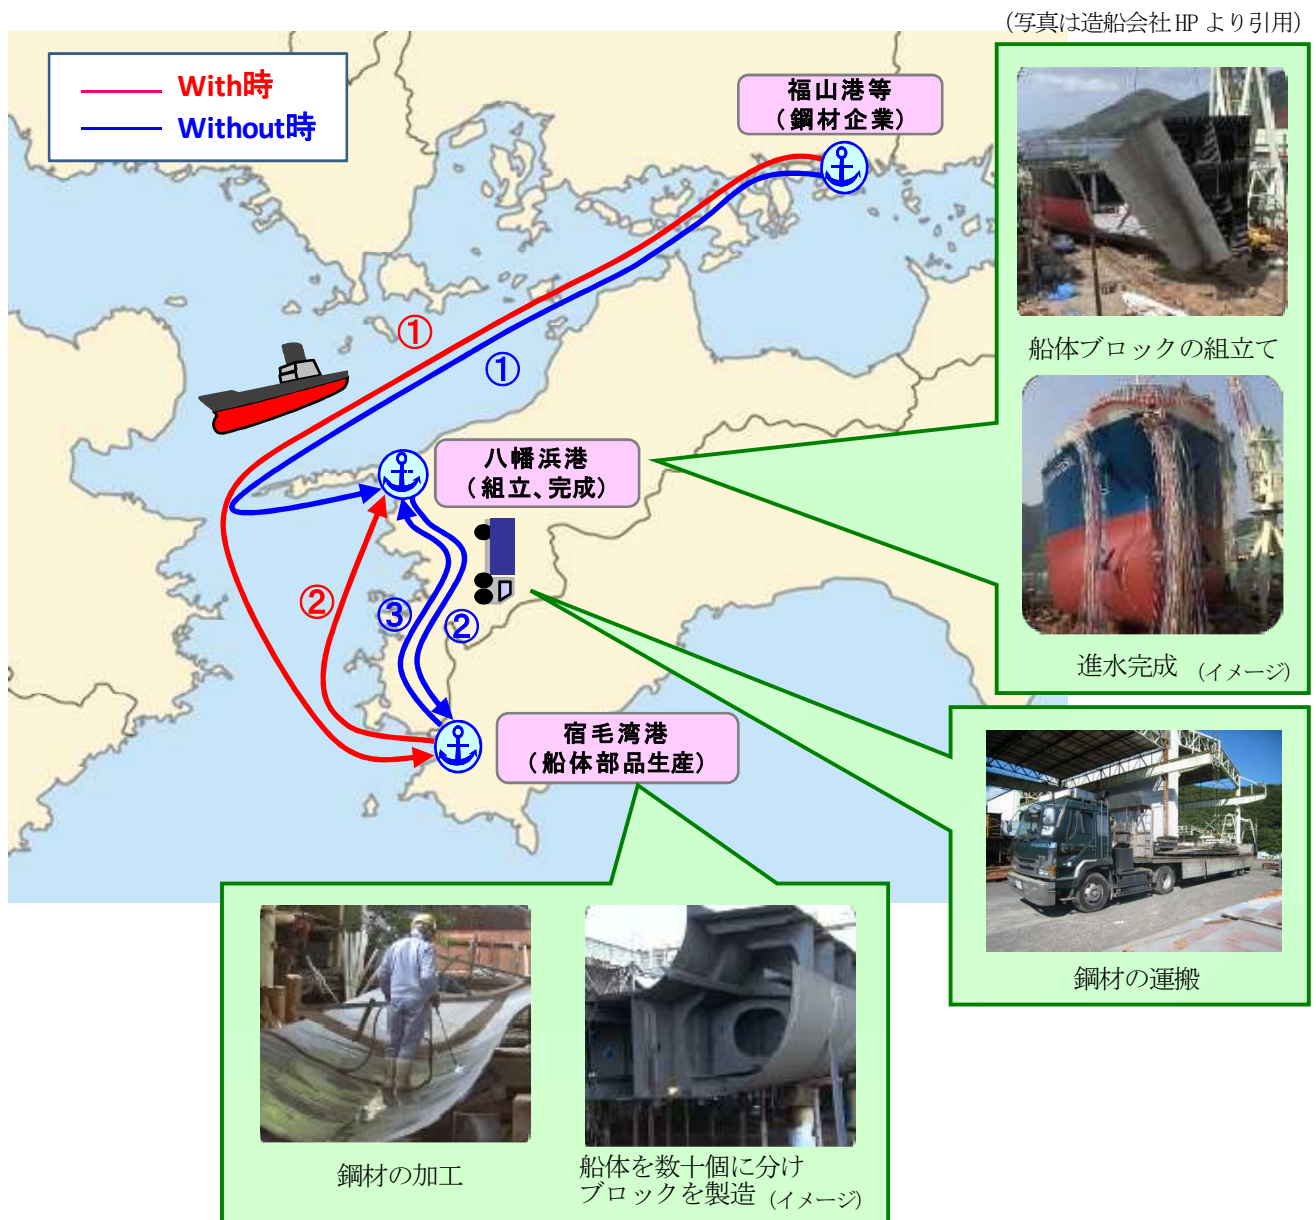 (写真は造船会社 HP より引用)
With時
Without時
福山港等
(鋼材企業)
①
①
八幡浜港
(組立、完成)
②
③
②
宿毛湾港
(船体部品生産)
船体ブロックの組立て
進水完成 (イメージ)
鋼材の運搬
鋼材の加工
船体を数十個に分け
ブロックを製造 (イメージ)